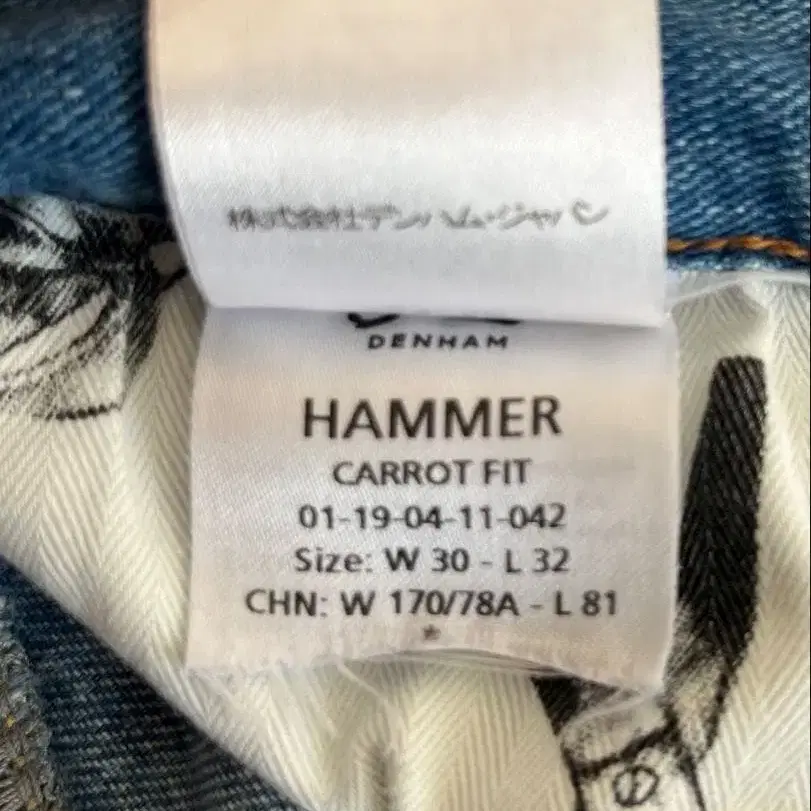 株式会社デンハム・ジャパン
DENHAM
HAMMER
CARROT FIT
01-19-04-11-042
Size: W 30 - L 32
CHN: W 170/78A - L 81
*